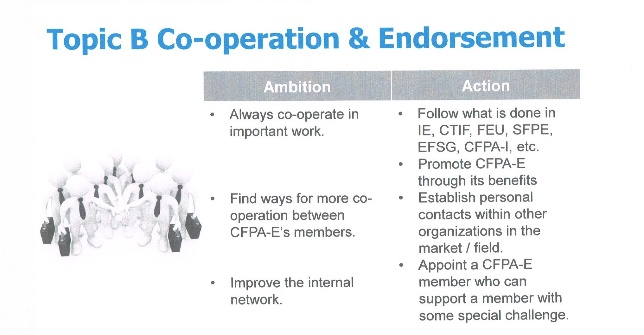 Topic B Co-operation & Endorsement
Ambition
Action
• Always co-operate in
important work.
• Find ways for more co-
operation between
CFPA-E's members.
• Improve the internal
network.
• Follow what is done in
IE, CTIF, FEU, SFPE,
EFSG, CFPA-I, etc.
• Promote CFPA-E
through its benefits
• Establish personal
contacts within other
organizations in the
market / field.
• Appoint a CFPA-E
member who can
support a member with
some special challenge.